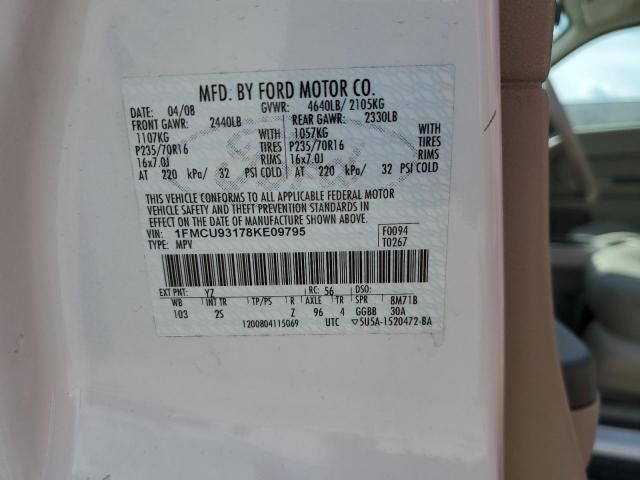 MFD. BY FORD MOTOR CO.
DATE: 04/08 GVWR: 4640LB/ 2105KG
FRONT GAWR: 2440LB REAR GAWR: 2330LB
1107KG WITH 1057KG WITH
P235/70R16 TIRES P235/70R16 TIRES
16x7.0J RIMS 16x7.0J RIMS
AT 220 kPa/ 32 PSI COLD AT 220 kPa/ 32 PSI COLD
THIS VEHICLE CONFORMS TO ALL APPLICABLE FEDERAL MOTOR
VEHICLE SAFETY AND THEFT PREVENTION STANDARDS IN
EFFECT ON THE DATE OF MANUFACTURE SHOWN ABOVE.
VIN: 1FMCU93178KE09795 F0094
TYPE: MPV T0267
EXT PNT: YZ RC: 56 DSO:
WB INT TR TP/PS R AXLE TR SPR BM71B
103 2S Z 96 4 GGBB 30A
1200804115069 UTC ▽5U5A-1520472-BA